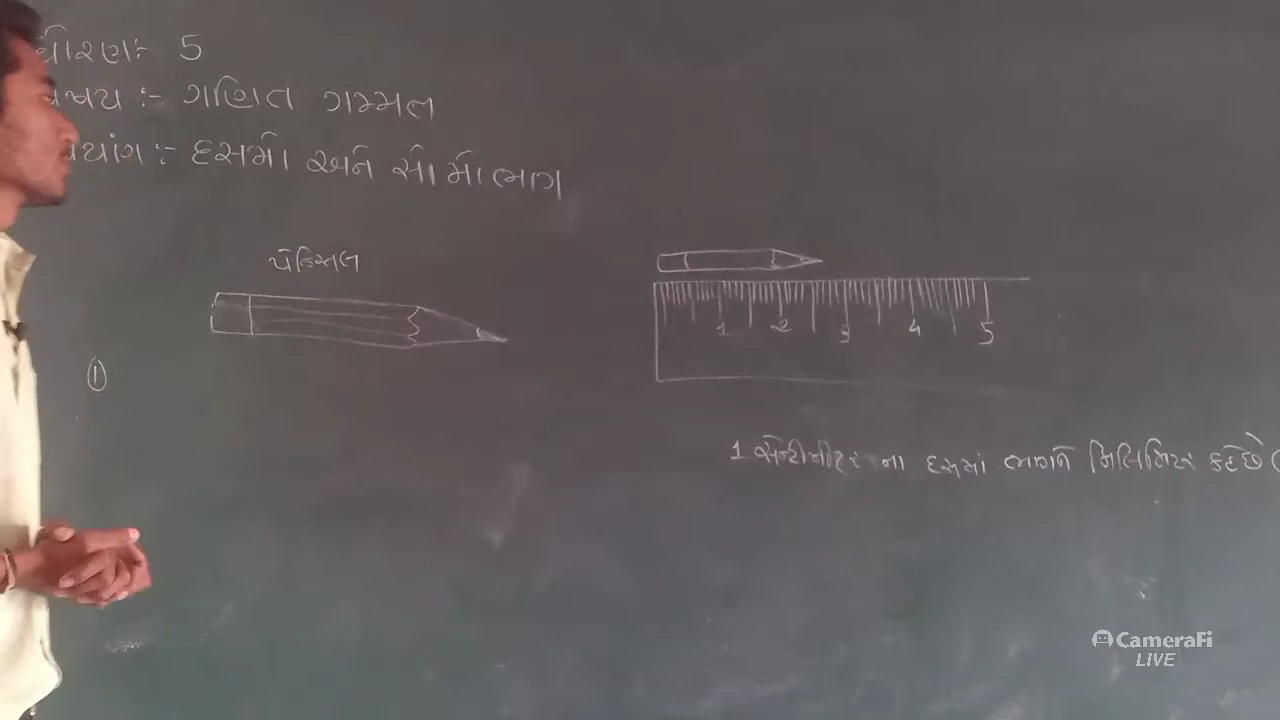 ધોરણઃ 5
વિષય :- ગણિત ગમ્મત
એકમ :- દસમા અને સો મા ભાગ
પેન્સિલ
1 2 3 4 5
①
1 સેન્ટીમીટર ના દસમાં ભાગને મિલિમિટર કહેછે (
CameraFi
LIVE